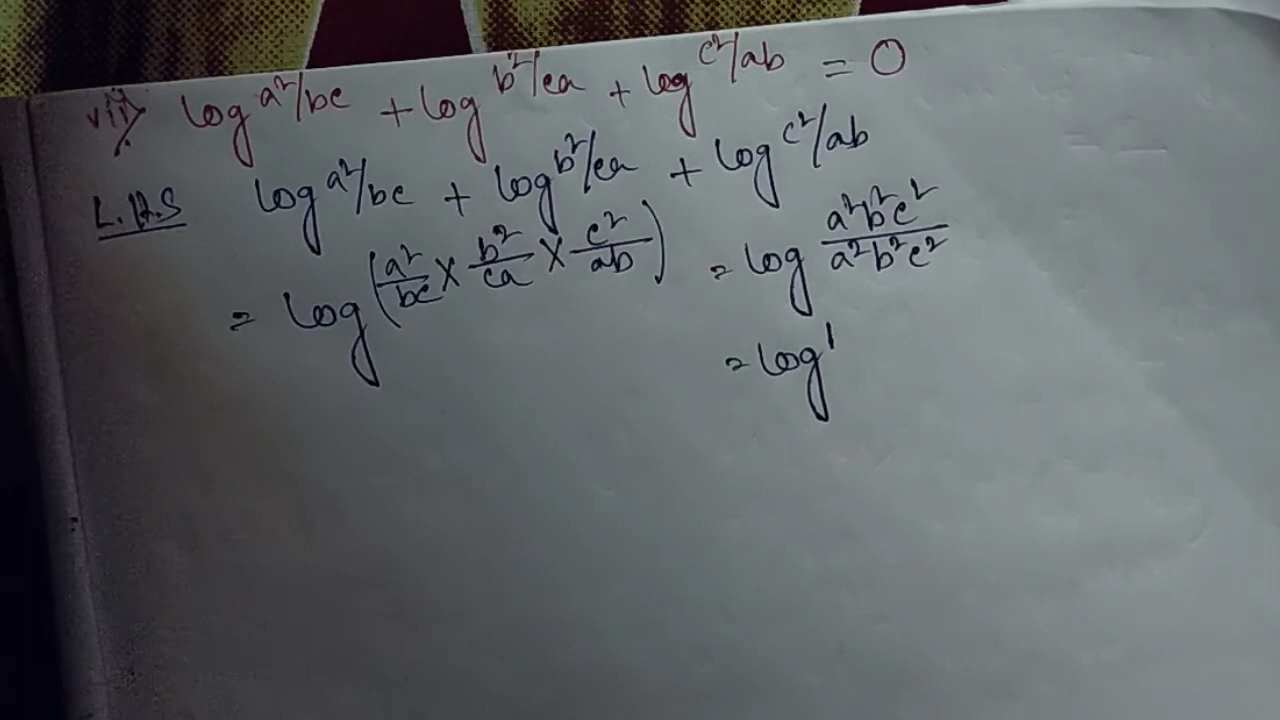 vii) log a²/bc + log b²/ca + log c²/ab = 0
L.H.S log a²/bc + log b²/ca + log c²/ab
= log (a²/bc × b²/ca × c²/ab) = log a²b²c²/a²b²c²
= log 1